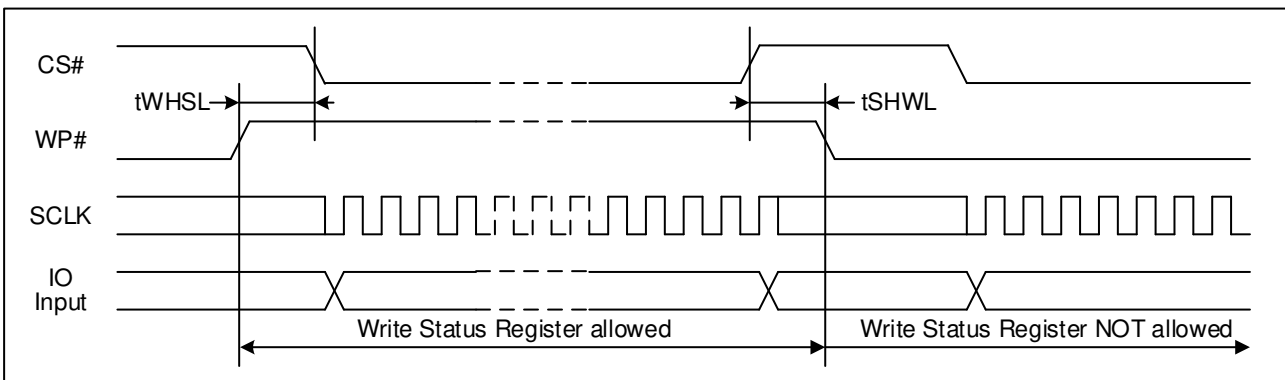 CS#
tWHSL
tSHWL
WP#
SCLK
IO
Input
Write Status Register allowed
Write Status Register NOT allowed